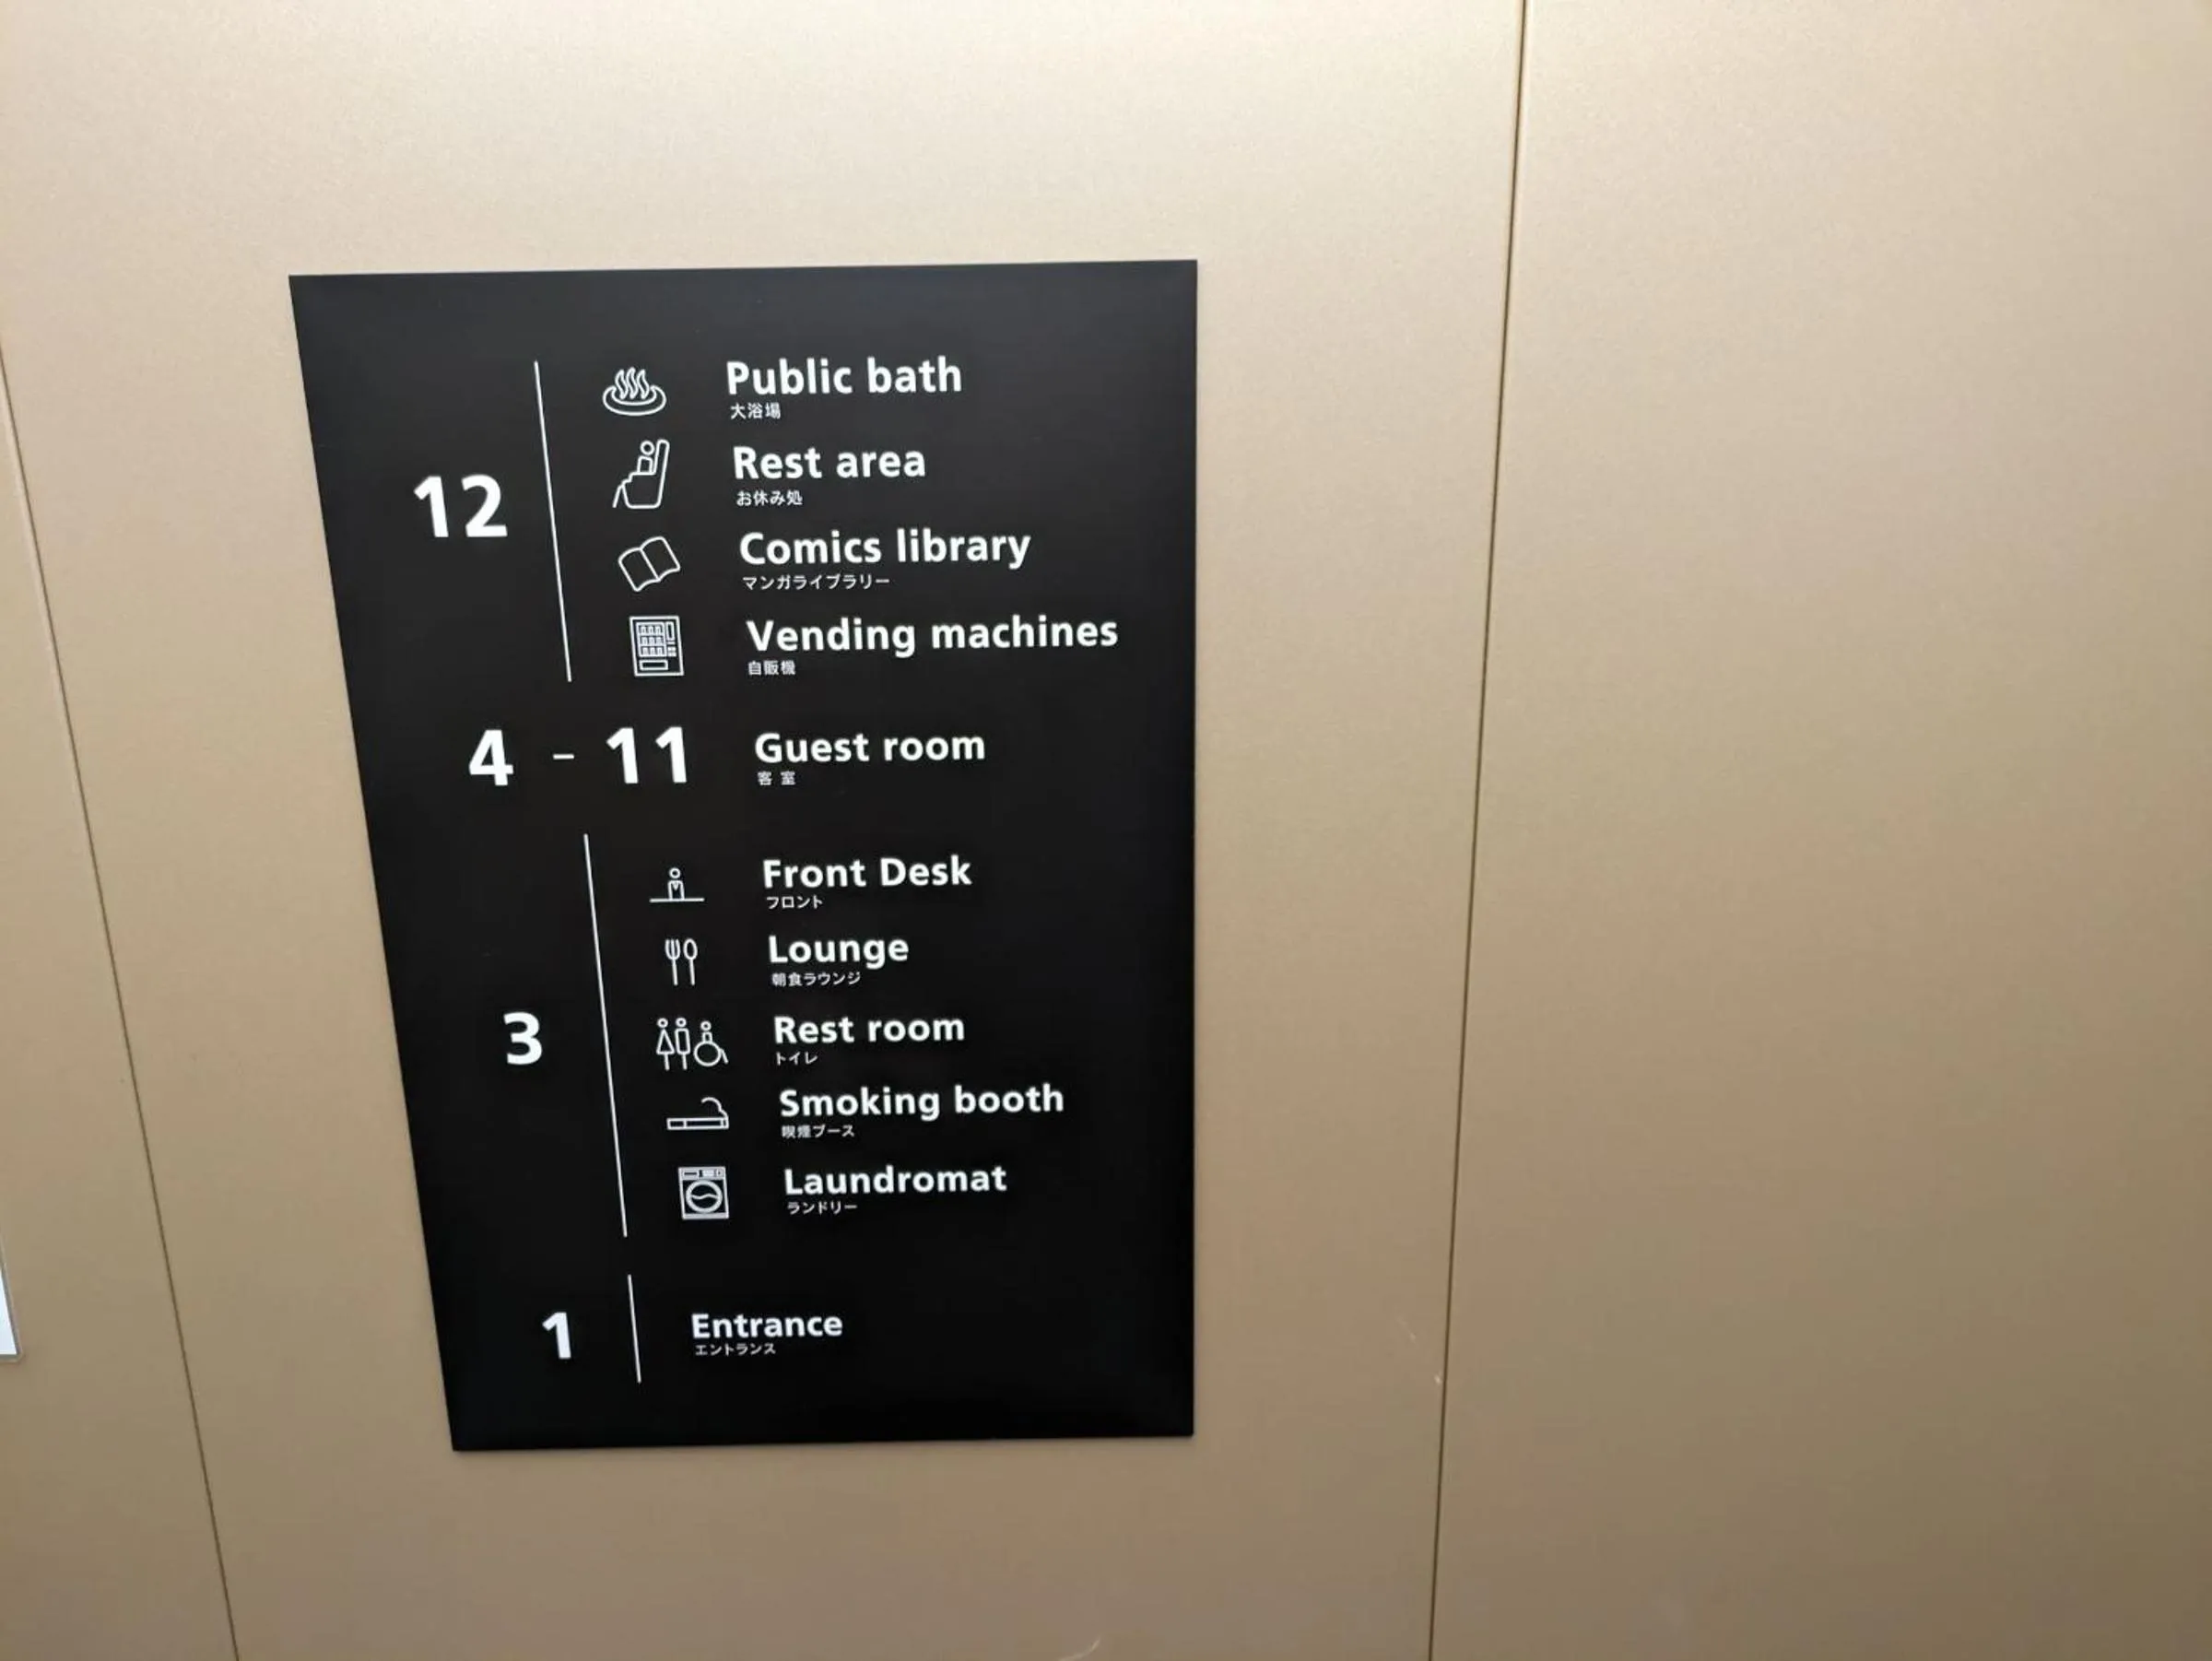 12
Public bath
大浴場
Rest area
お休み処
Comics library
マンガライブラリー
Vending machines
自販機
4 - 11
Guest room
客室
3
Front Desk
フロント
Lounge
朝食ラウンジ
Rest room
トイレ
Smoking booth
喫煙ブース
Laundromat
ランドリー
1
Entrance
エントランス